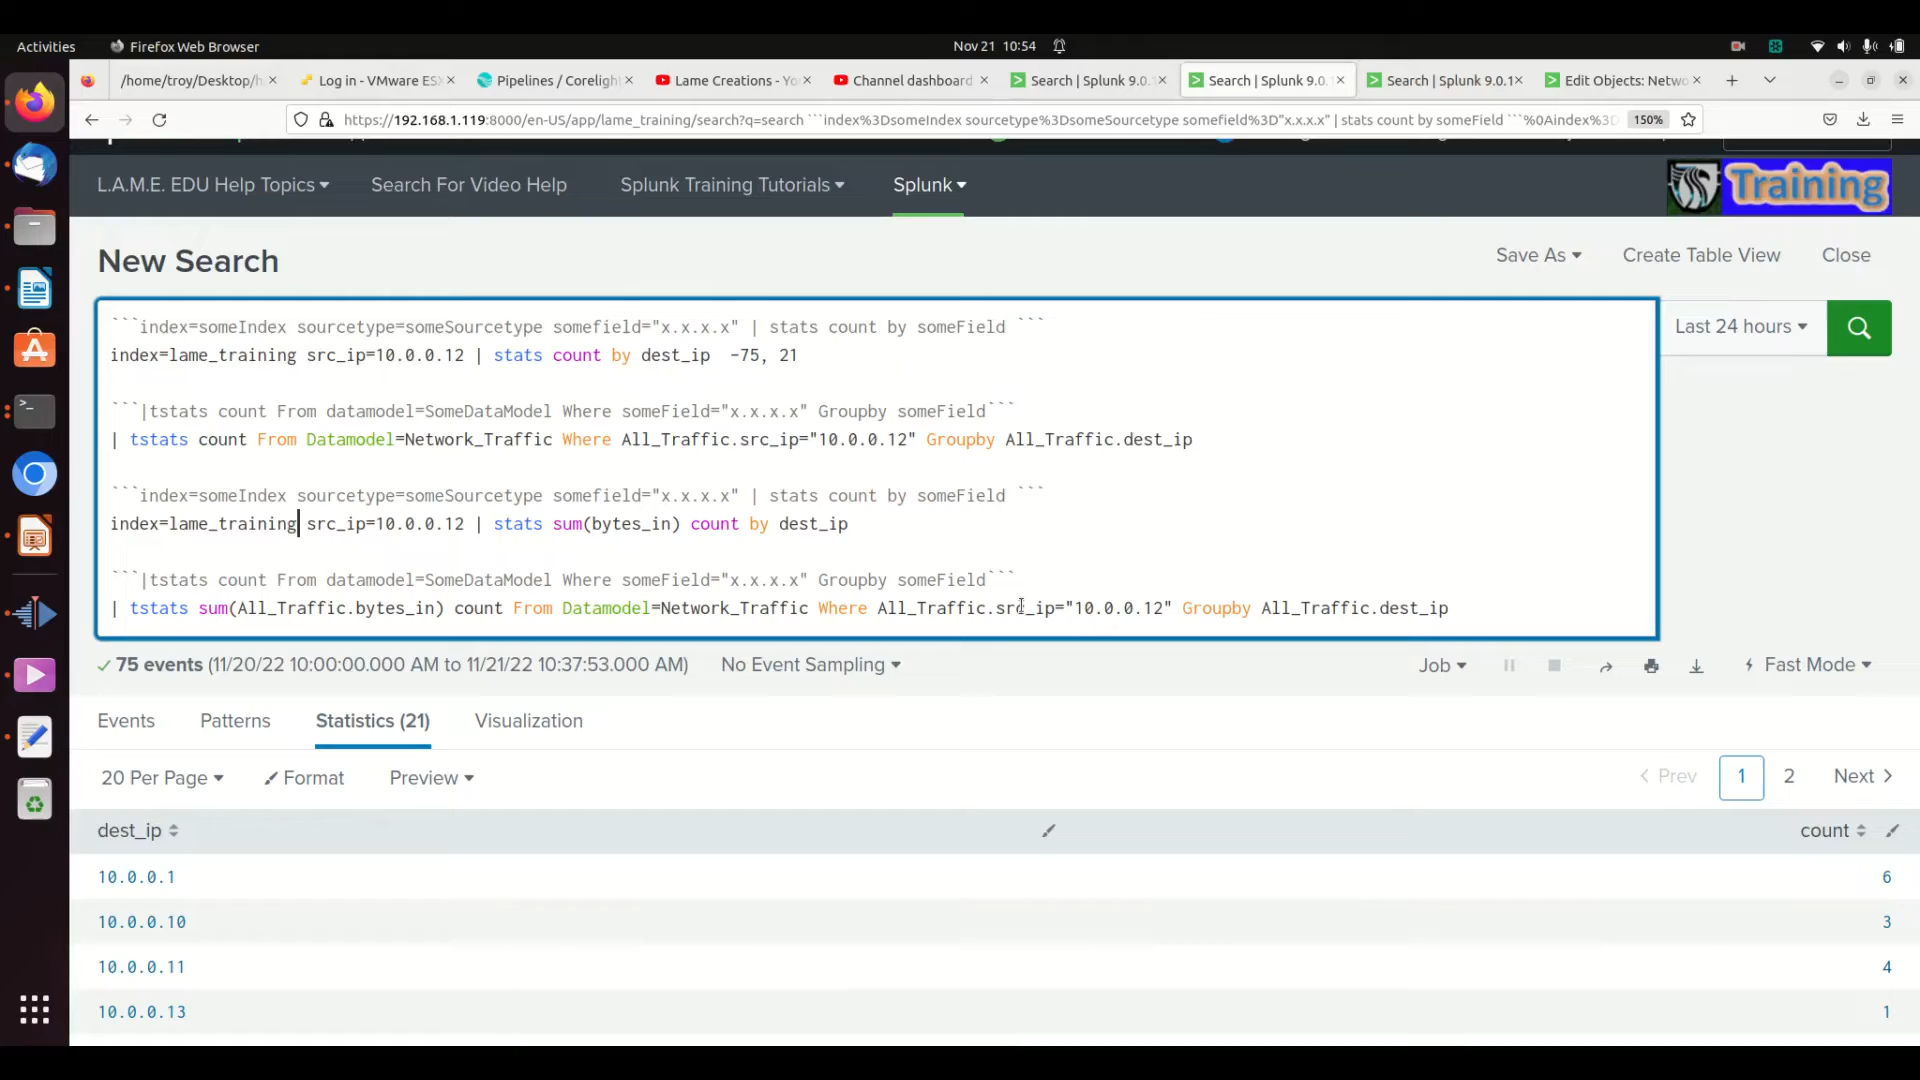 Activities Firefox Web Browser Nov 21 10:54
/home/troy/Desktop/h Log in - VMware ESX Pipelines / Corelight Lame Creations - Yo Channel dashboard Search | Splunk 9.0.1 Search | Splunk 9.0. Search | Splunk 9.0.1 Edit Objects: Netwo
https://192.168.1.119:8000/en-US/app/lame_training/search?q=search ```index%3DsomeIndex sourcetype%3DsomeSourcetype somefield%3D"x.x.x.x" | stats count by someField ```%0Aindex%3D 150%
L.A.M.E. EDU Help Topics Search For Video Help Splunk Training Tutorials Splunk Training
New Search Save As Create Table View Close
```index=someIndex sourcetype=someSourcetype somefield="x.x.x.x" | stats count by someField ```
index=lame_training src_ip=10.0.0.12 | stats count by dest_ip -75, 21
Last 24 hours
```|tstats count From datamodel=SomeDataModel Where someField="x.x.x.x" Groupby someField```
| tstats count From Datamodel=Network_Traffic Where All_Traffic.src_ip="10.0.0.12" Groupby All_Traffic.dest_ip
```index=someIndex sourcetype=someSourcetype somefield="x.x.x.x" | stats count by someField ```
index=lame_training src_ip=10.0.0.12 | stats sum(bytes_in) count by dest_ip
```|tstats count From datamodel=SomeDataModel Where someField="x.x.x.x" Groupby someField```
| tstats sum(All_Traffic.bytes_in) count From Datamodel=Network_Traffic Where All_Traffic.src_ip="10.0.0.12" Groupby All_Traffic.dest_ip
75 events (11/20/22 10:00:00.000 AM to 11/21/22 10:37:53.000 AM) No Event Sampling Job Fast Mode
Events Patterns Statistics (21) Visualization
20 Per Page Format Preview Prev 1 2 Next
dest_ip count
10.0.0.1 6
10.0.0.10 3
10.0.0.11 4
10.0.0.13 1